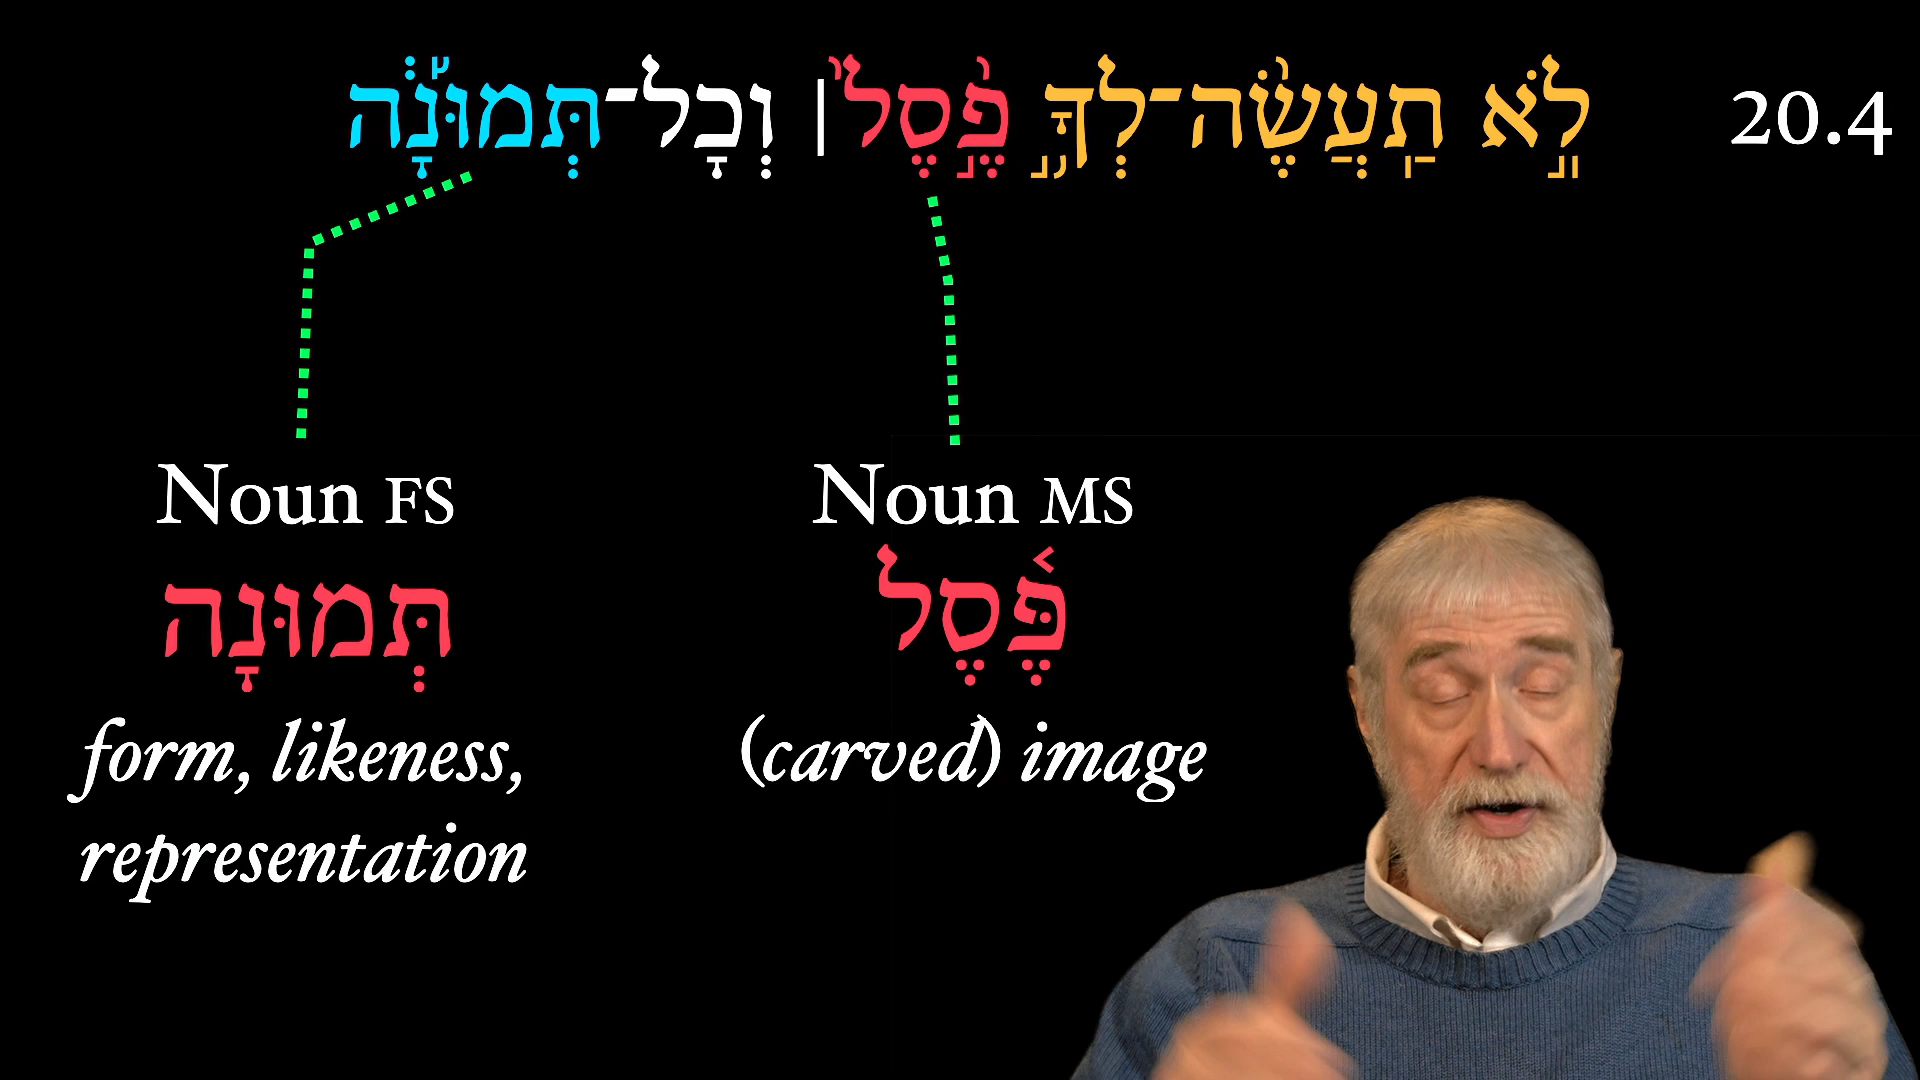 20.4 לֹ֣֥א תַֽעֲשֶׂ֨ה־לְךָ֣֥ פֶ֣֨סֶל֙׀ וְכָל־תְּמוּנָ֡֔ה
Noun FS
תְּמוּנָה
form, likeness,
representation
Noun MS
פֶּ֫סֶל
(carved) image